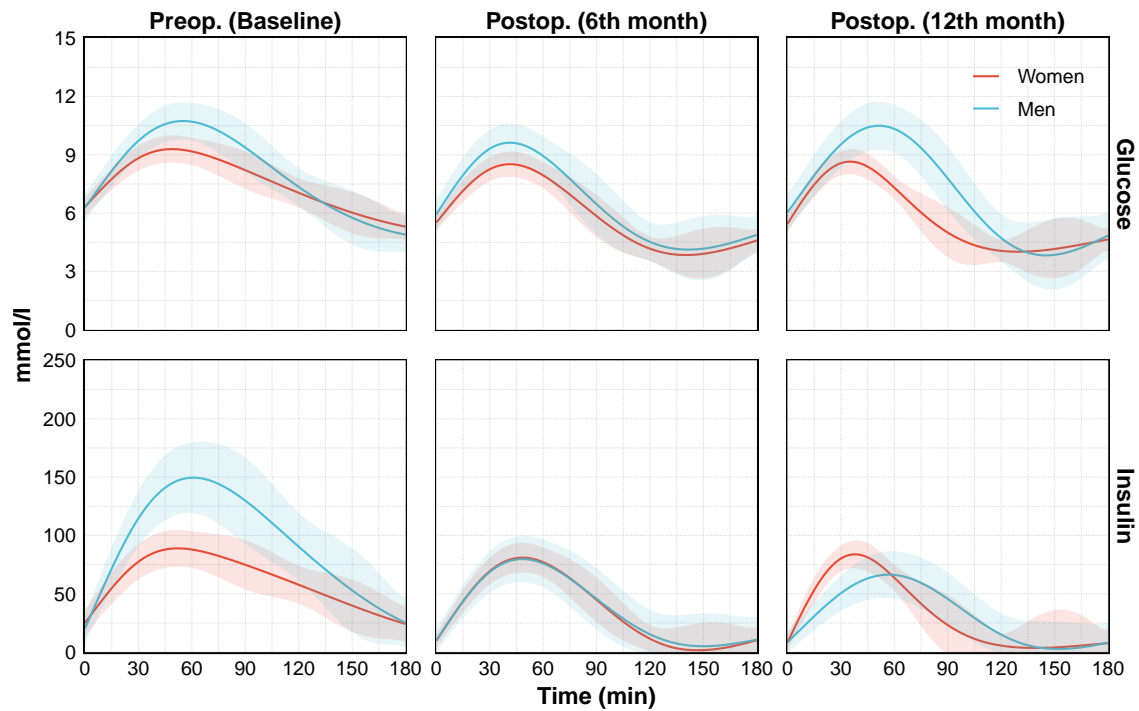 Preop. (Baseline) Postop. (6th month) Postop. (12th month)
15
12
9
6
3
0
Women
Men
Glucose
mmol/l
250
200
150
100
50
0
Insulin
0 30 60 90 120 150 180 0 30 60 90 120 150 180 0 30 60 90 120 150 180
Time (min)